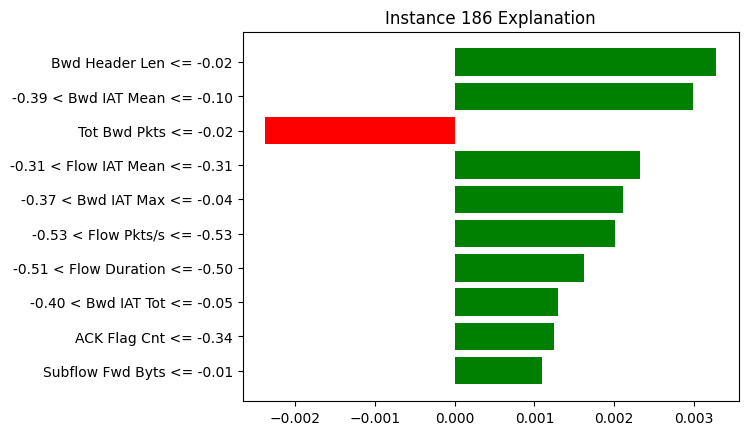 Instance 186 Explanation
Bwd Header Len <= -0.02
-0.39 < Bwd IAT Mean <= -0.10
Tot Bwd Pkts <= -0.02
-0.31 < Flow IAT Mean <= -0.31
-0.37 < Bwd IAT Max <= -0.04
-0.53 < Flow Pkts/s <= -0.53
-0.51 < Flow Duration <= -0.50
-0.40 < Bwd IAT Tot <= -0.05
ACK Flag Cnt <= -0.34
Subflow Fwd Byts <= -0.01
−0.002 −0.001 0.000 0.001 0.002 0.003